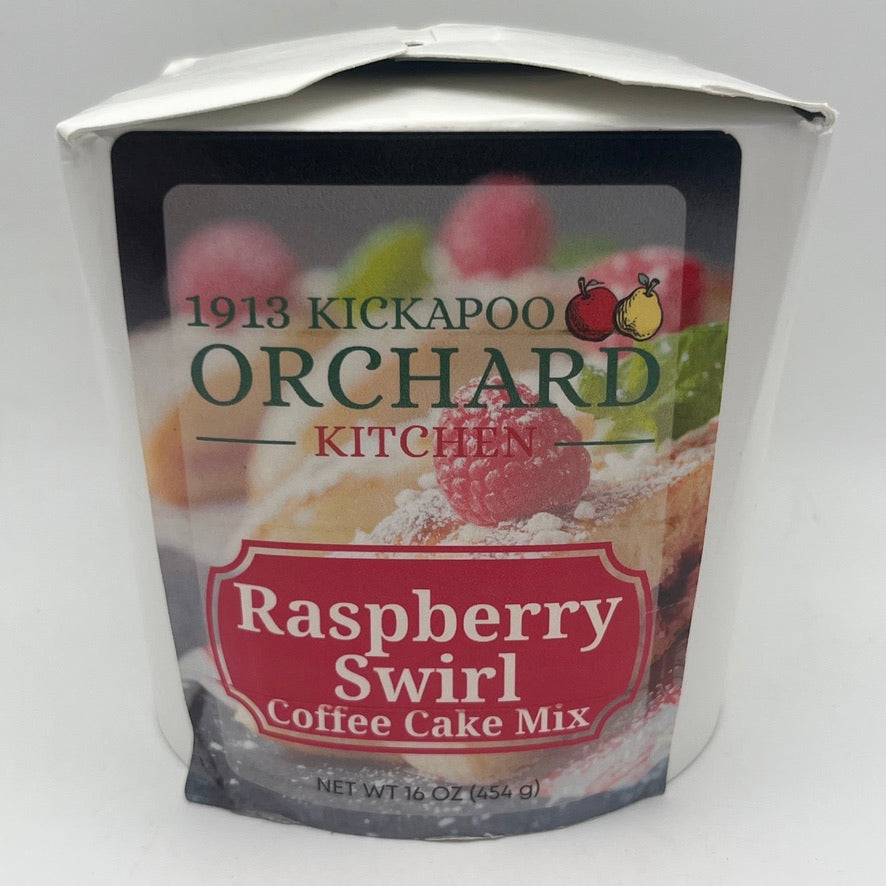 1913 KICKAPOO
ORCHARD
KITCHEN
Raspberry
Swirl
Coffee Cake Mix
NET WT 16 OZ (454 g)